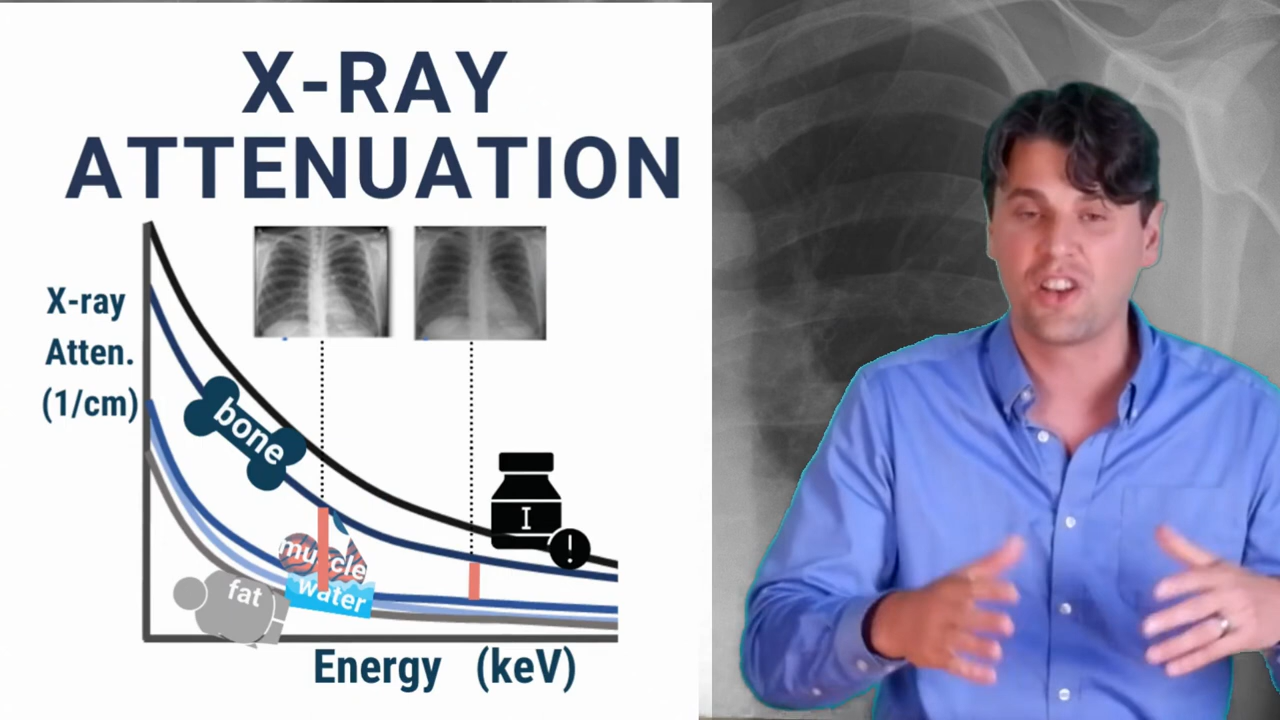 X-RAY
ATTENUATION
X-ray
Atten.
(1/cm)
bone
I
!
muscle
water
fat
Energy (keV)